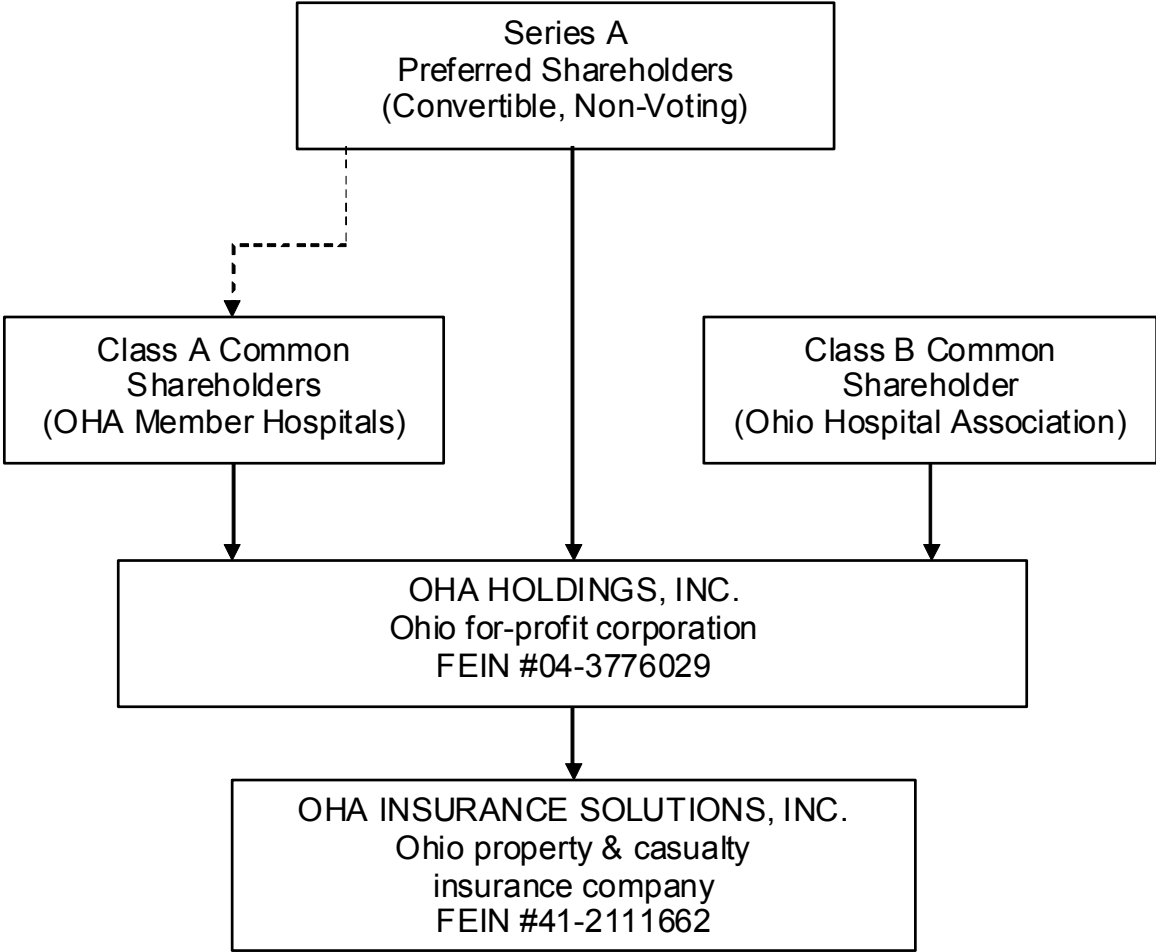 Series A
Preferred Shareholders
(Convertible, Non-Voting)
Class A Common
Shareholders
(OHA Member Hospitals)
Class B Common
Shareholder
(Ohio Hospital Association)
OHA HOLDINGS, INC.
Ohio for-profit corporation
FEIN #04-3776029
OHA INSURANCE SOLUTIONS, INC.
Ohio property & casualty
insurance company
FEIN #41-2111662